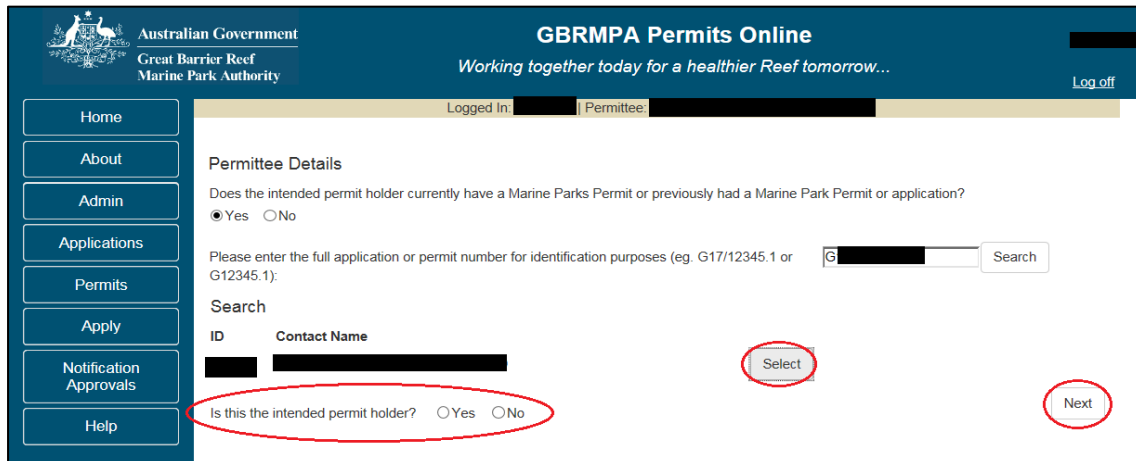 Australian Government
Great Barrier Reef
Marine Park Authority
GBRMPA Permits Online
Working together today for a healthier Reef tomorrow...
Log off
Logged In: | Permittee:
Home
About
Admin
Applications
Permits
Apply
Notification
Approvals
Help
Permittee Details
Does the intended permit holder currently have a Marine Parks Permit or previously had a Marine Park Permit or application?
Yes No
Please enter the full application or permit number for identification purposes (eg. G17/12345.1 or
G12345.1):
G
Search
Search
ID Contact Name
Select
Is this the intended permit holder? Yes No
Next